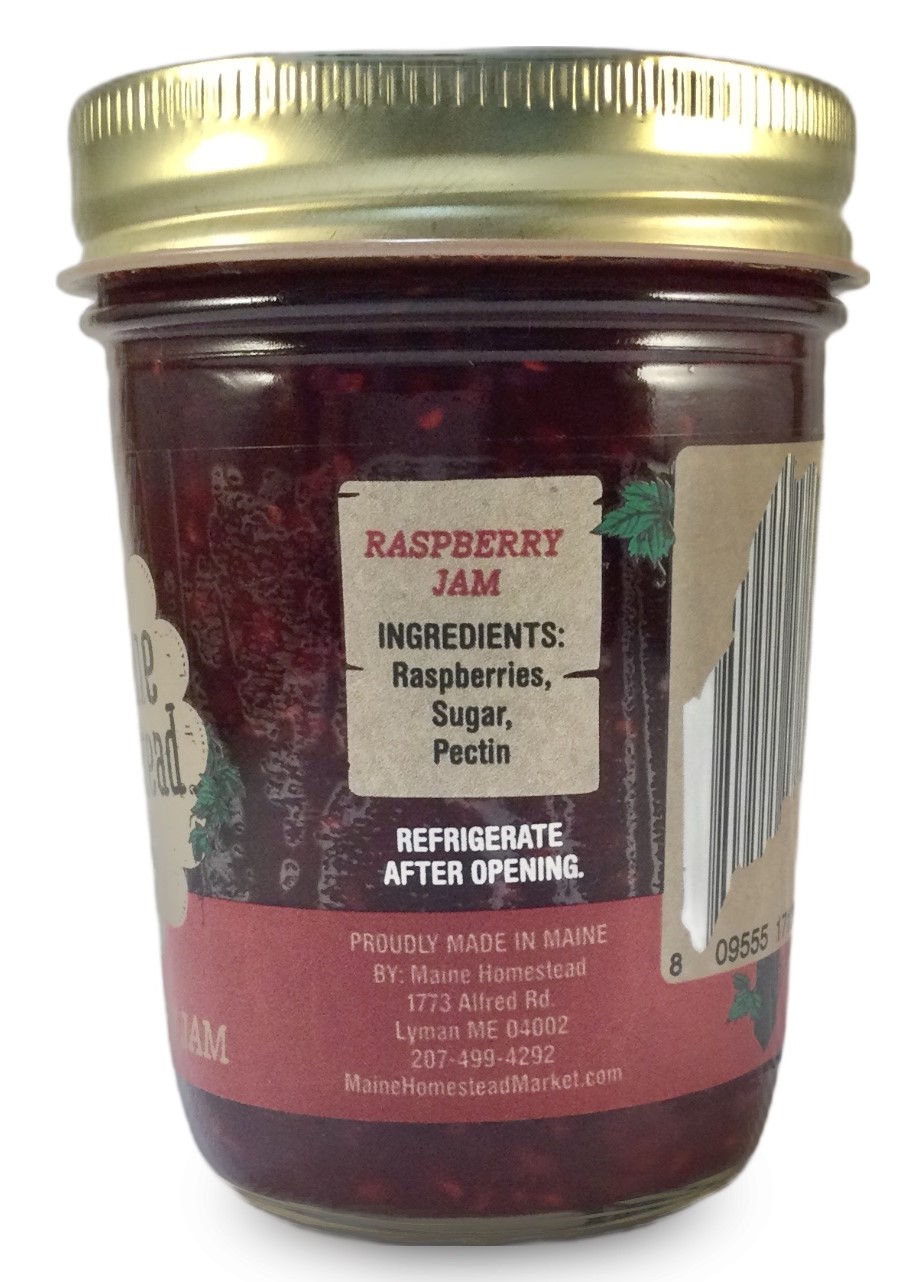 RASPBERRY
JAM
INGREDIENTS:
Raspberries,
Sugar,
Pectin
REFRIGERATE
AFTER OPENING.
PROUDLY MADE IN MAINE
BY: Maine Homestead
1773 Alfred Rd.
Lyman ME 04002
207-499-4292
MaineHomesteadMarket.com
JAM
8 09555